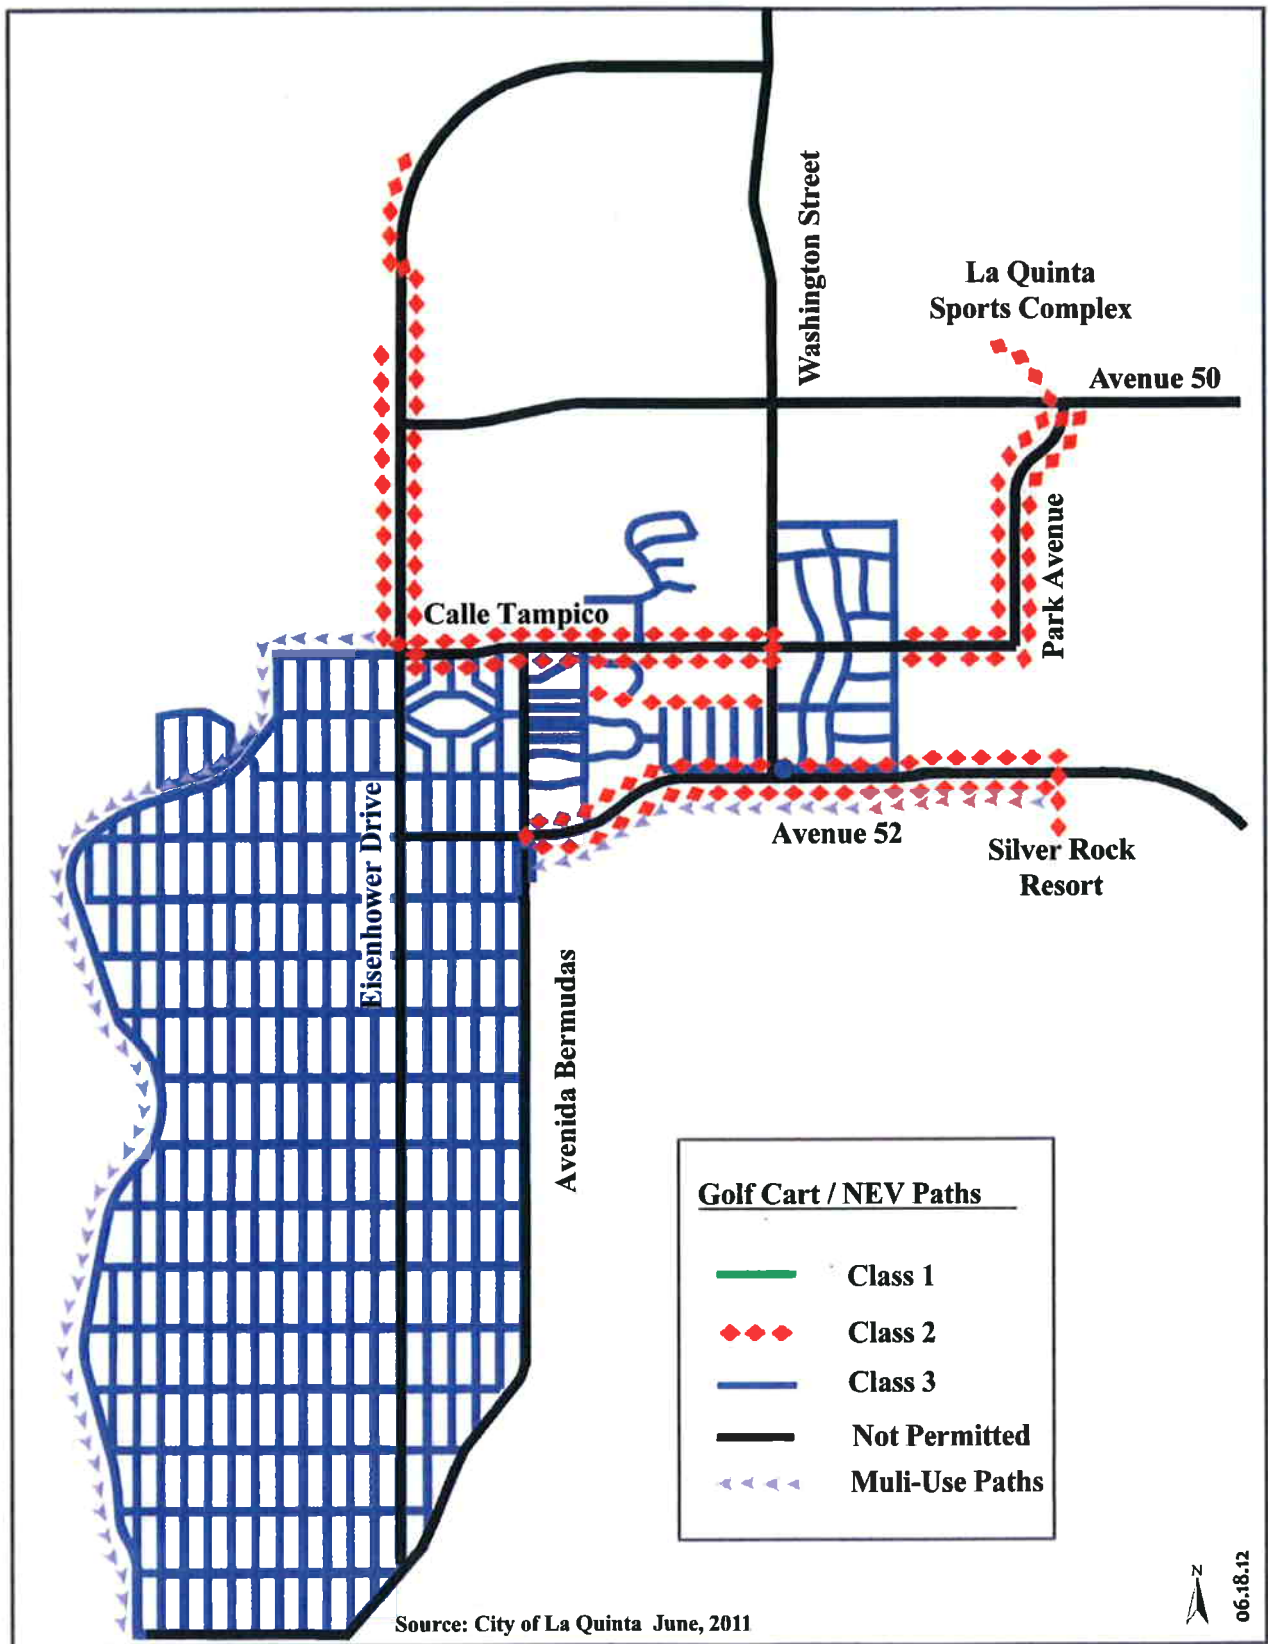 Washington Street
La Quinta
Sports Complex
Avenue 50
Park Avenue
Calle Tampico
Eisenhower Drive
Avenue 52
Silver Rock
Resort
Avenida Bermudas
Golf Cart / NEV Paths
Class 1
Class 2
Class 3
Not Permitted
Muli-Use Paths
N
06.18.12
Source: City of La Quinta June, 2011